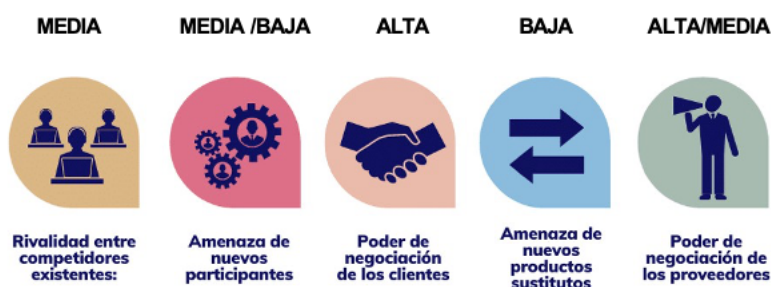 MEDIA
MEDIA /BAJA
ALTA
BAJA
ALTA/MEDIA
Rivalidad entre
competidores
existentes:
Amenaza de
nuevos
participantes
Poder de
negociación
de los clientes
Amenaza de
nuevos
productos
sustitutos
Poder de
negociación de
los proveedores